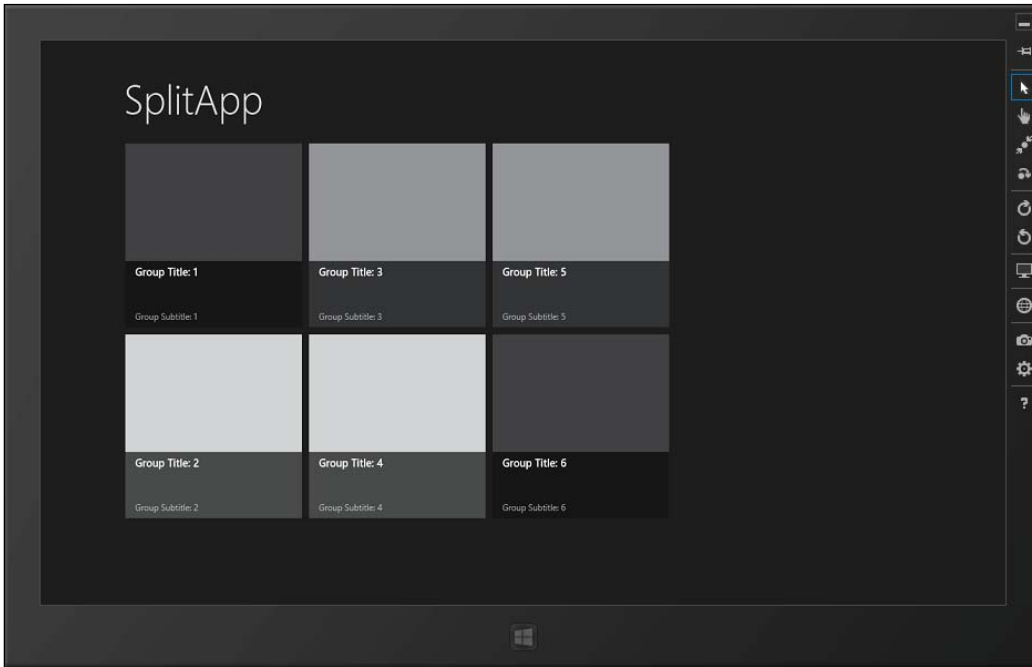 SplitApp
Group Title: 1
Group Subtitle: 1
Group Title: 3
Group Subtitle: 3
Group Title: 5
Group Subtitle: 5
Group Title: 2
Group Subtitle: 2
Group Title: 4
Group Subtitle: 4
Group Title: 6
Group Subtitle: 6
?